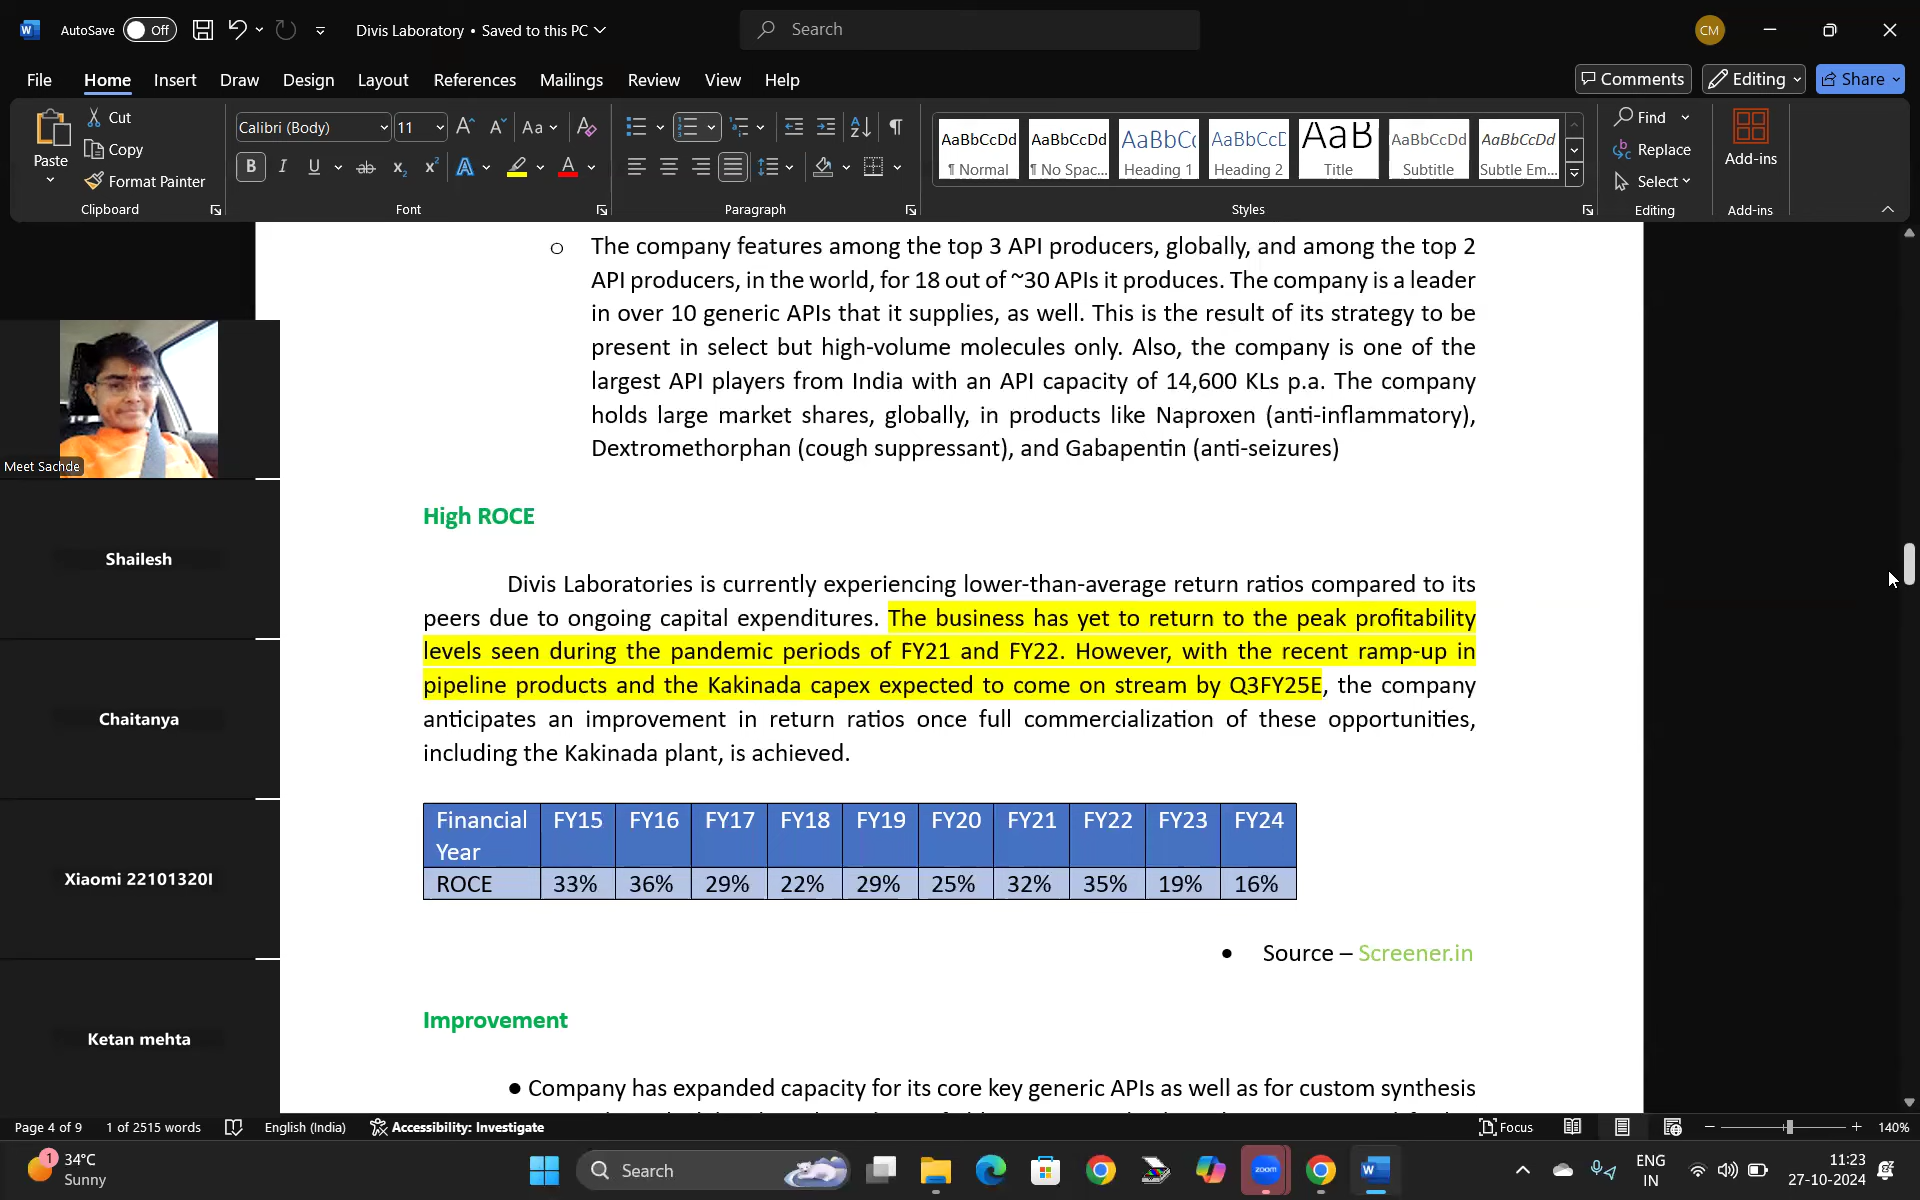 AutoSave Off Divis Laboratory • Saved to this PC Search CM
File Home Insert Draw Design Layout References Mailings Review View Help Comments Editing Share
Paste Cut
Copy
Format Painter
Clipboard
Calibri (Body) 11
Font
Paragraph
AaBbCcDd AaBbCcDd AaBbCc AaBbCcD AaB AaBbCcDd AaBbCcDd
¶ Normal ¶ No Spac... Heading 1 Heading 2 Title Subtitle Subtle Em...
Styles
Find
Replace
Select
Editing
Add-ins
Add-ins
o The company features among the top 3 API producers, globally, and among the top 2
API producers, in the world, for 18 out of ~30 APIs it produces. The company is a leader
in over 10 generic APIs that it supplies, as well. This is the result of its strategy to be
present in select but high-volume molecules only. Also, the company is one of the
largest API players from India with an API capacity of 14,600 KLs p.a. The company
holds large market shares, globally, in products like Naproxen (anti-inflammatory),
Dextromethorphan (cough suppressant), and Gabapentin (anti-seizures)
High ROCE
Divis Laboratories is currently experiencing lower-than-average return ratios compared to its
peers due to ongoing capital expenditures. The business has yet to return to the peak profitability
levels seen during the pandemic periods of FY21 and FY22. However, with the recent ramp-up in
pipeline products and the Kakinada capex expected to come on stream by Q3FY25E, the company
anticipates an improvement in return ratios once full commercialization of these opportunities,
including the Kakinada plant, is achieved.
Financial Year FY15 FY16 FY17 FY18 FY19 FY20 FY21 FY22 FY23 FY24
ROCE 33% 36% 29% 22% 29% 25% 32% 35% 19% 16%
• Source – Screener.in
Improvement
• Company has expanded capacity for its core key generic APIs as well as for custom synthesis
Meet Sachde
Shailesh
Chaitanya
Xiaomi 22101320I
Ketan mehta
Page 4 of 9 1 of 2515 words English (India) Accessibility: Investigate Focus 140%
1 34°C
Sunny
Search
zoom
ENG
IN
11:23
27-10-2024